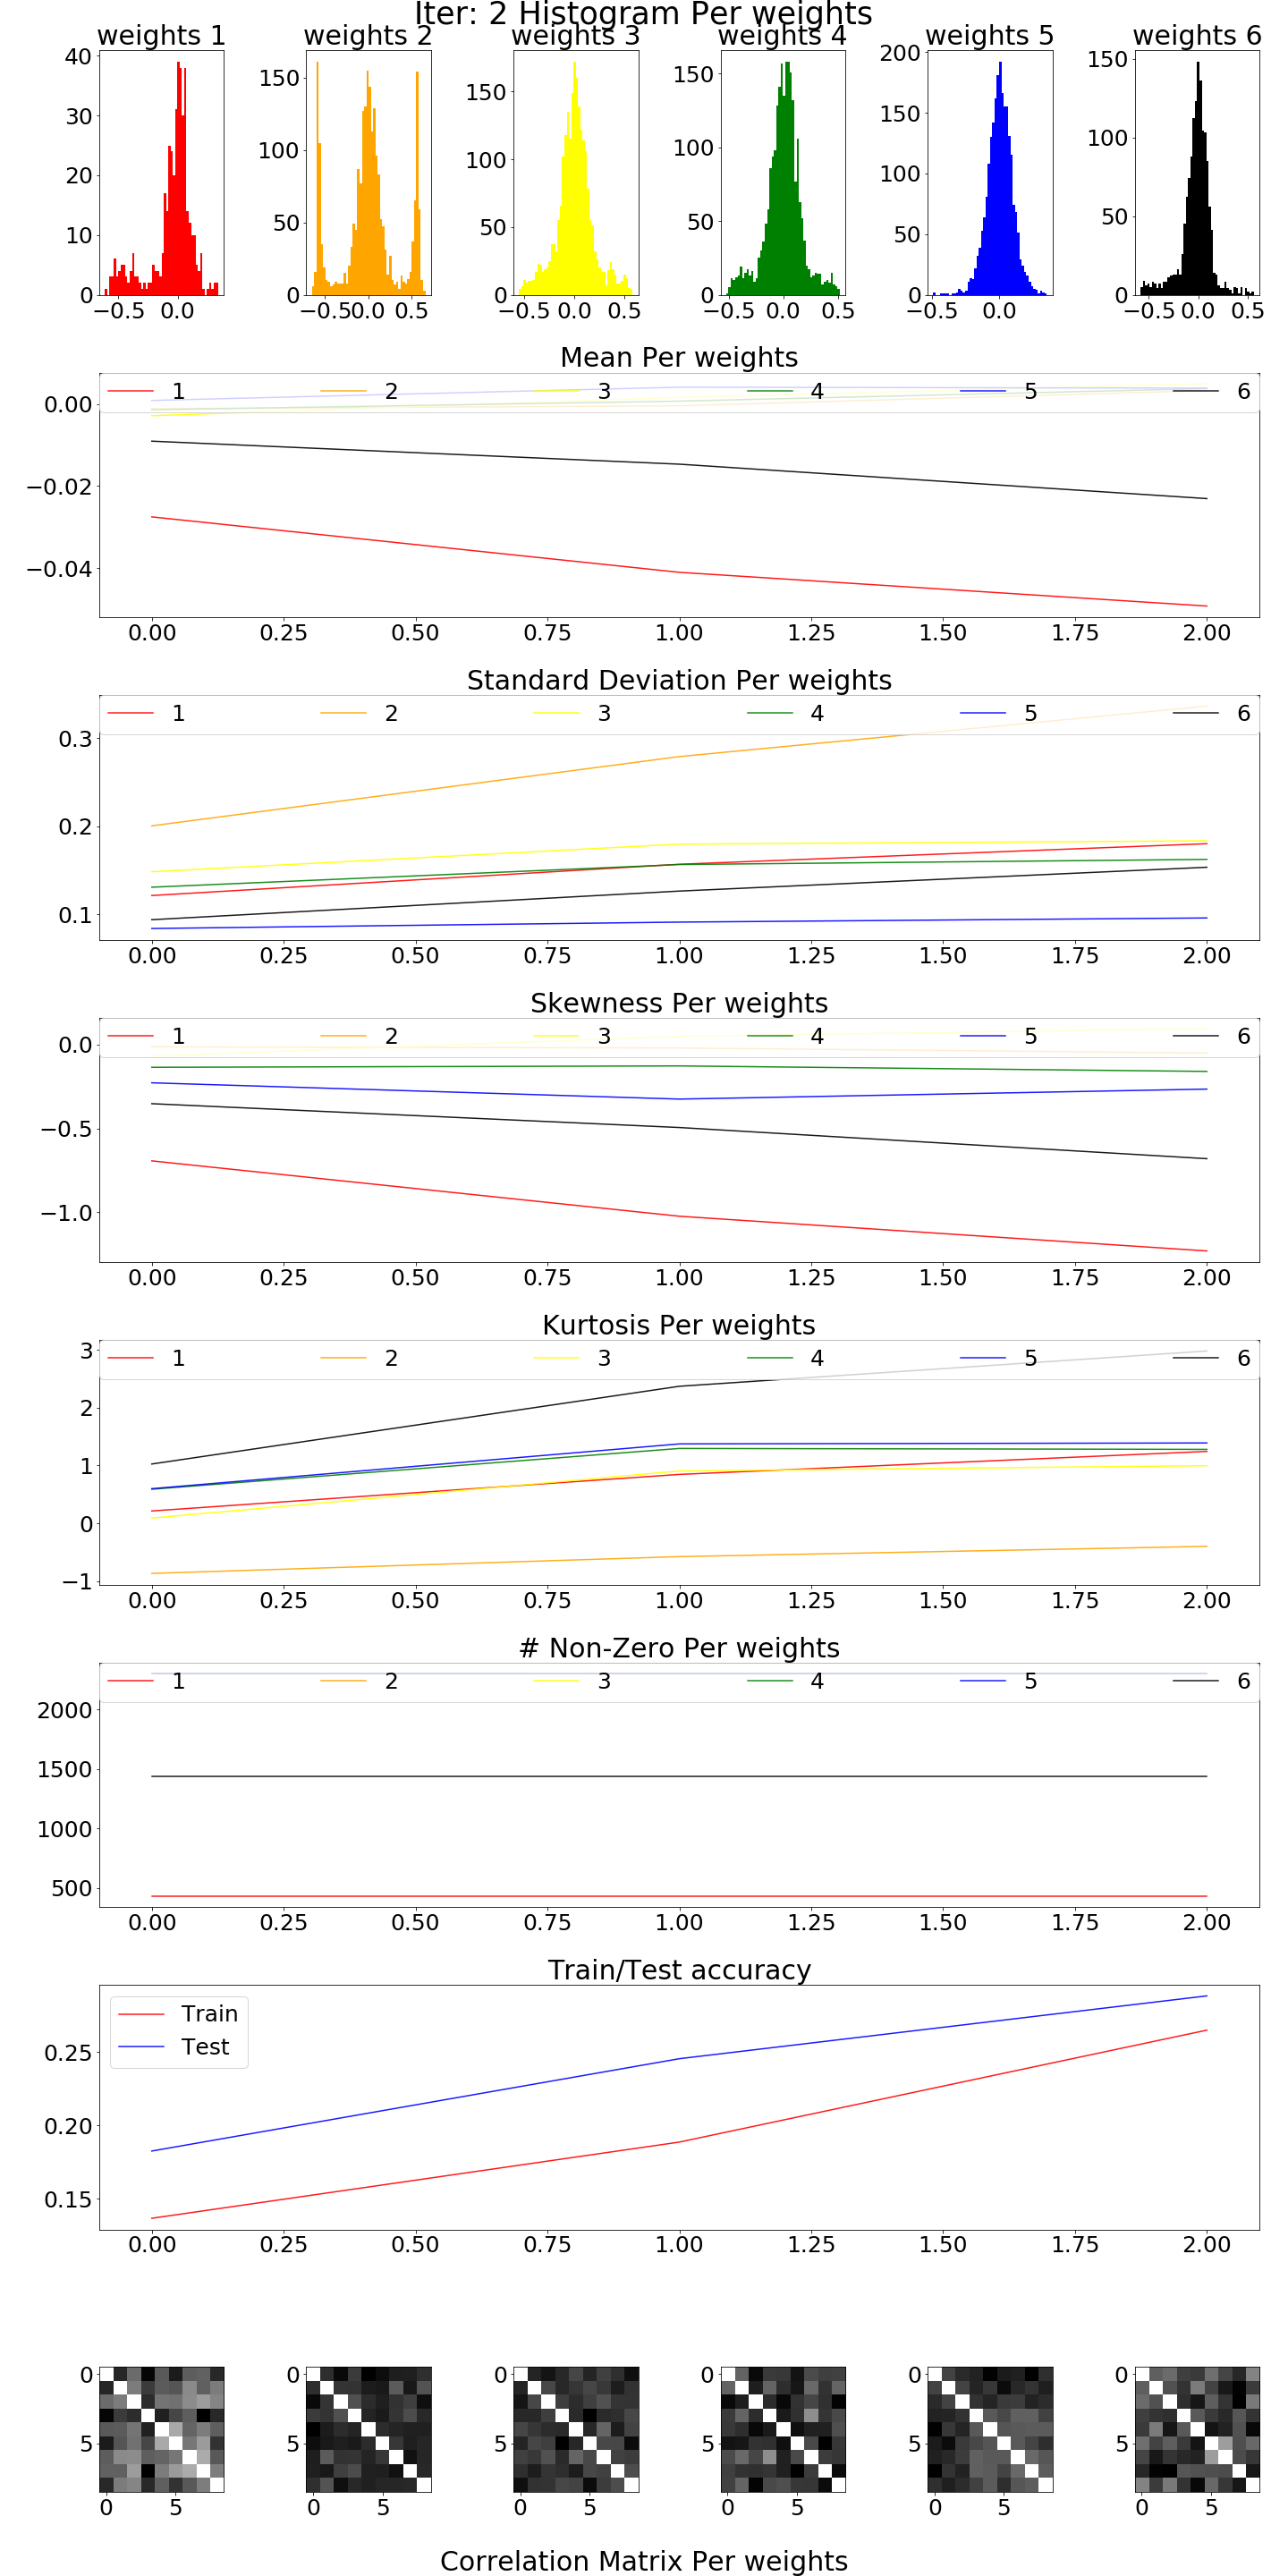 Iter: 2 Histogram Per weights
weights 1 weights 2 weights 3 weights 4 weights 5 weights 6
40
30
20
10
0
−0.5 0.0
150
100
50
0
−0.5 0.0 0.5
150
100
50
0
−0.5 0.0 0.5
150
100
50
0
−0.5 0.0 0.5
200
150
100
50
0
−0.5 0.0
150
100
50
0
−0.5 0.0 0.5
Mean Per weights
1 2 3 4 5 6
0.00
−0.02
−0.04
0.00 0.25 0.50 0.75 1.00 1.25 1.50 1.75 2.00
Standard Deviation Per weights
1 2 3 4 5 6
0.3
0.2
0.1
0.00 0.25 0.50 0.75 1.00 1.25 1.50 1.75 2.00
Skewness Per weights
1 2 3 4 5 6
0.0
−0.5
−1.0
0.00 0.25 0.50 0.75 1.00 1.25 1.50 1.75 2.00
Kurtosis Per weights
1 2 3 4 5 6
3
2
1
0
−1
0.00 0.25 0.50 0.75 1.00 1.25 1.50 1.75 2.00
# Non-Zero Per weights
1 2 3 4 5 6
2000
1500
1000
500
0.00 0.25 0.50 0.75 1.00 1.25 1.50 1.75 2.00
Train/Test accuracy
Train
Test
0.25
0.20
0.15
0.00 0.25 0.50 0.75 1.00 1.25 1.50 1.75 2.00
0 0 0 0 0 0
5 5 5 5 5 5
0 5 0 5 0 5 0 5 0 5 0 5
Correlation Matrix Per weights